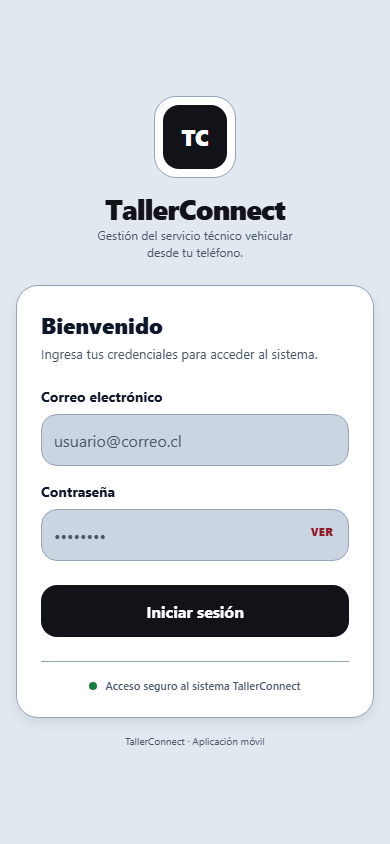 TC
TallerConnect
Gestión del servicio técnico vehicular
desde tu teléfono.
Bienvenido
Ingresa tus credenciales para acceder al sistema.
Correo electrónico
usuario@correo.cl
Contraseña
••••••••
VER
Iniciar sesión
Acceso seguro al sistema TallerConnect
TallerConnect · Aplicación móvil